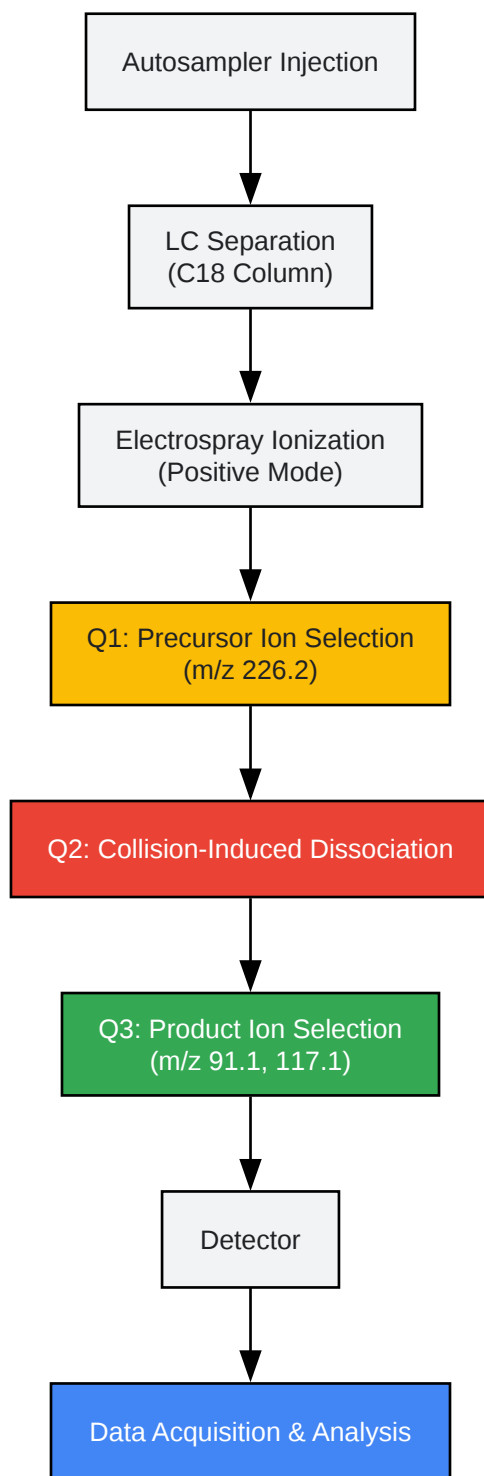 Autosampler Injection
LC Separation
(C18 Column)
Electrospray Ionization
(Positive Mode)
Q1: Precursor Ion Selection
(m/z 226.2)
Q2: Collision-Induced Dissociation
Q3: Product Ion Selection
(m/z 91.1, 117.1)
Detector
Data Acquisition & Analysis